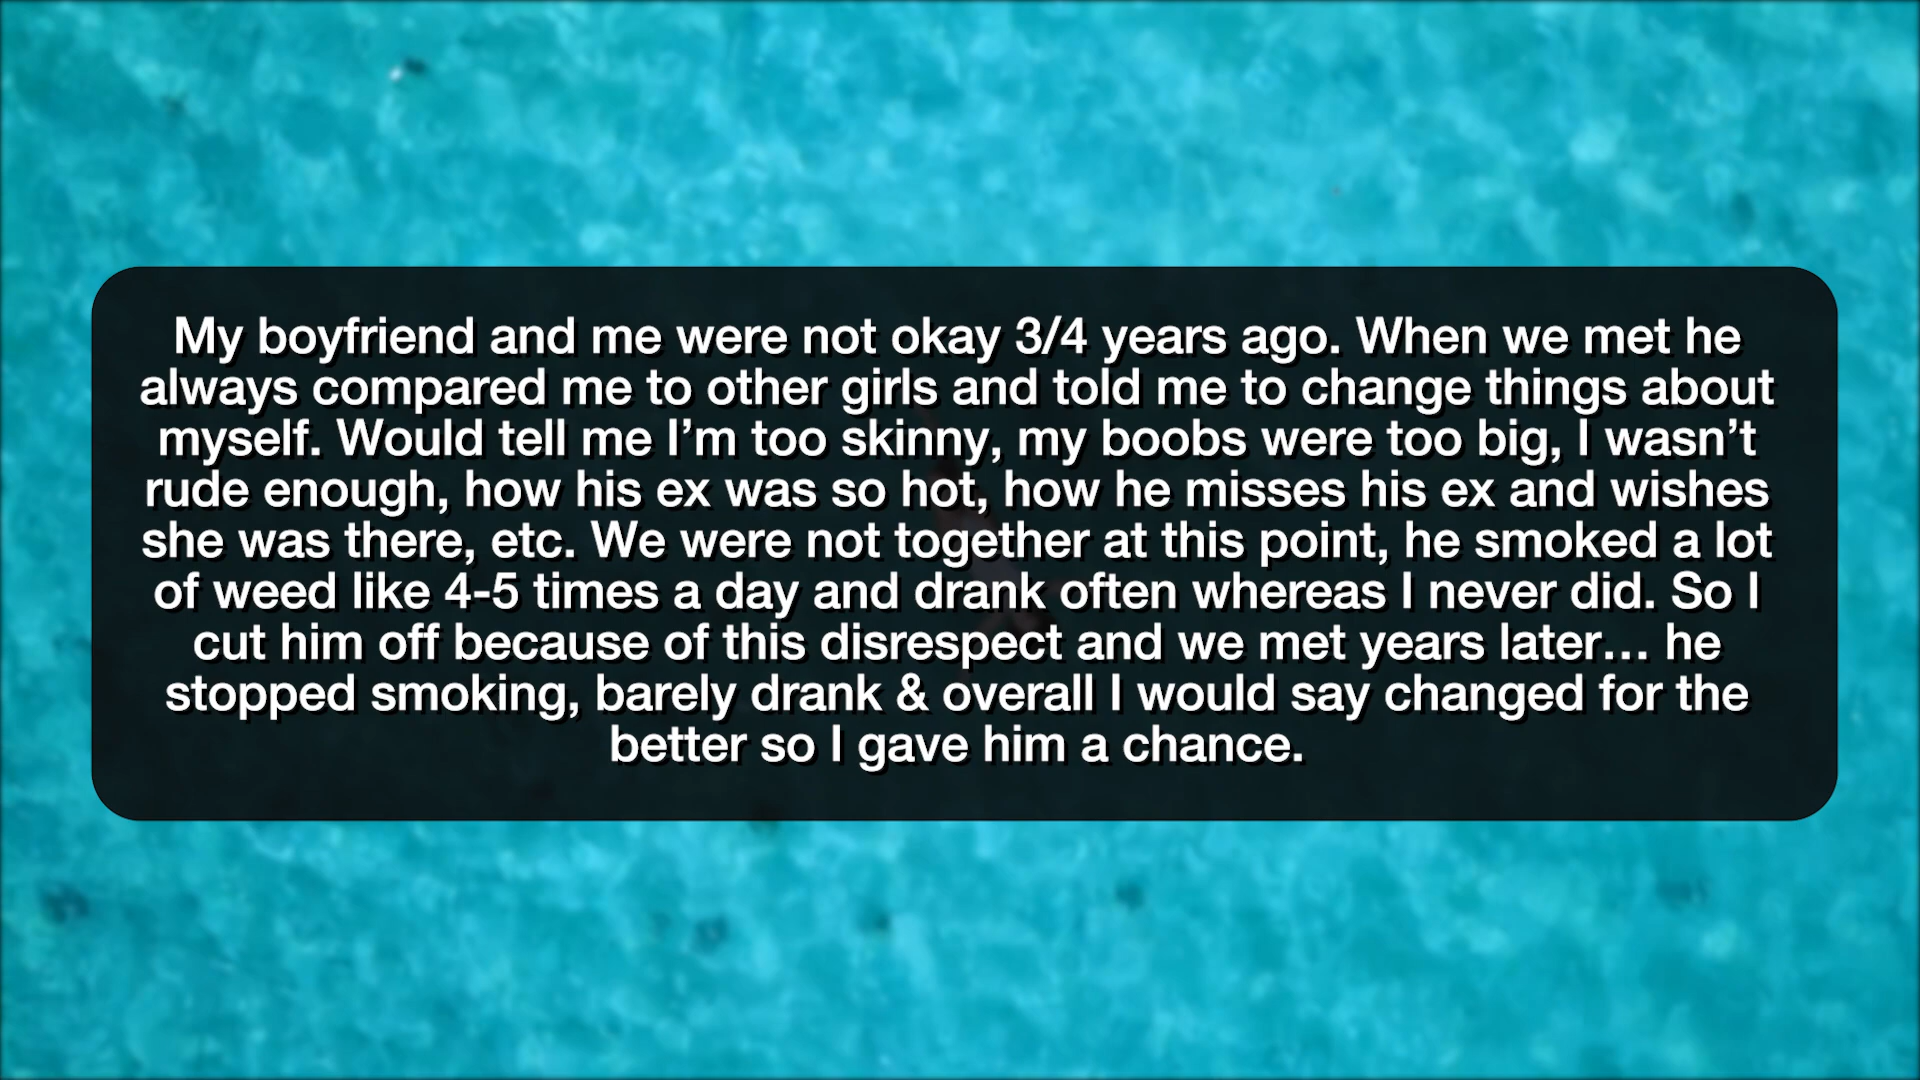 My boyfriend and me were not okay 3/4 years ago. When we met he
always compared me to other girls and told me to change things about
myself. Would tell me I’m too skinny, my boobs were too big, I wasn’t
rude enough, how his ex was so hot, how he misses his ex and wishes
she was there, etc. We were not together at this point, he smoked a lot
of weed like 4-5 times a day and drank often whereas I never did. So I
cut him off because of this disrespect and we met years later… he
stopped smoking, barely drank & overall I would say changed for the
better so I gave him a chance.